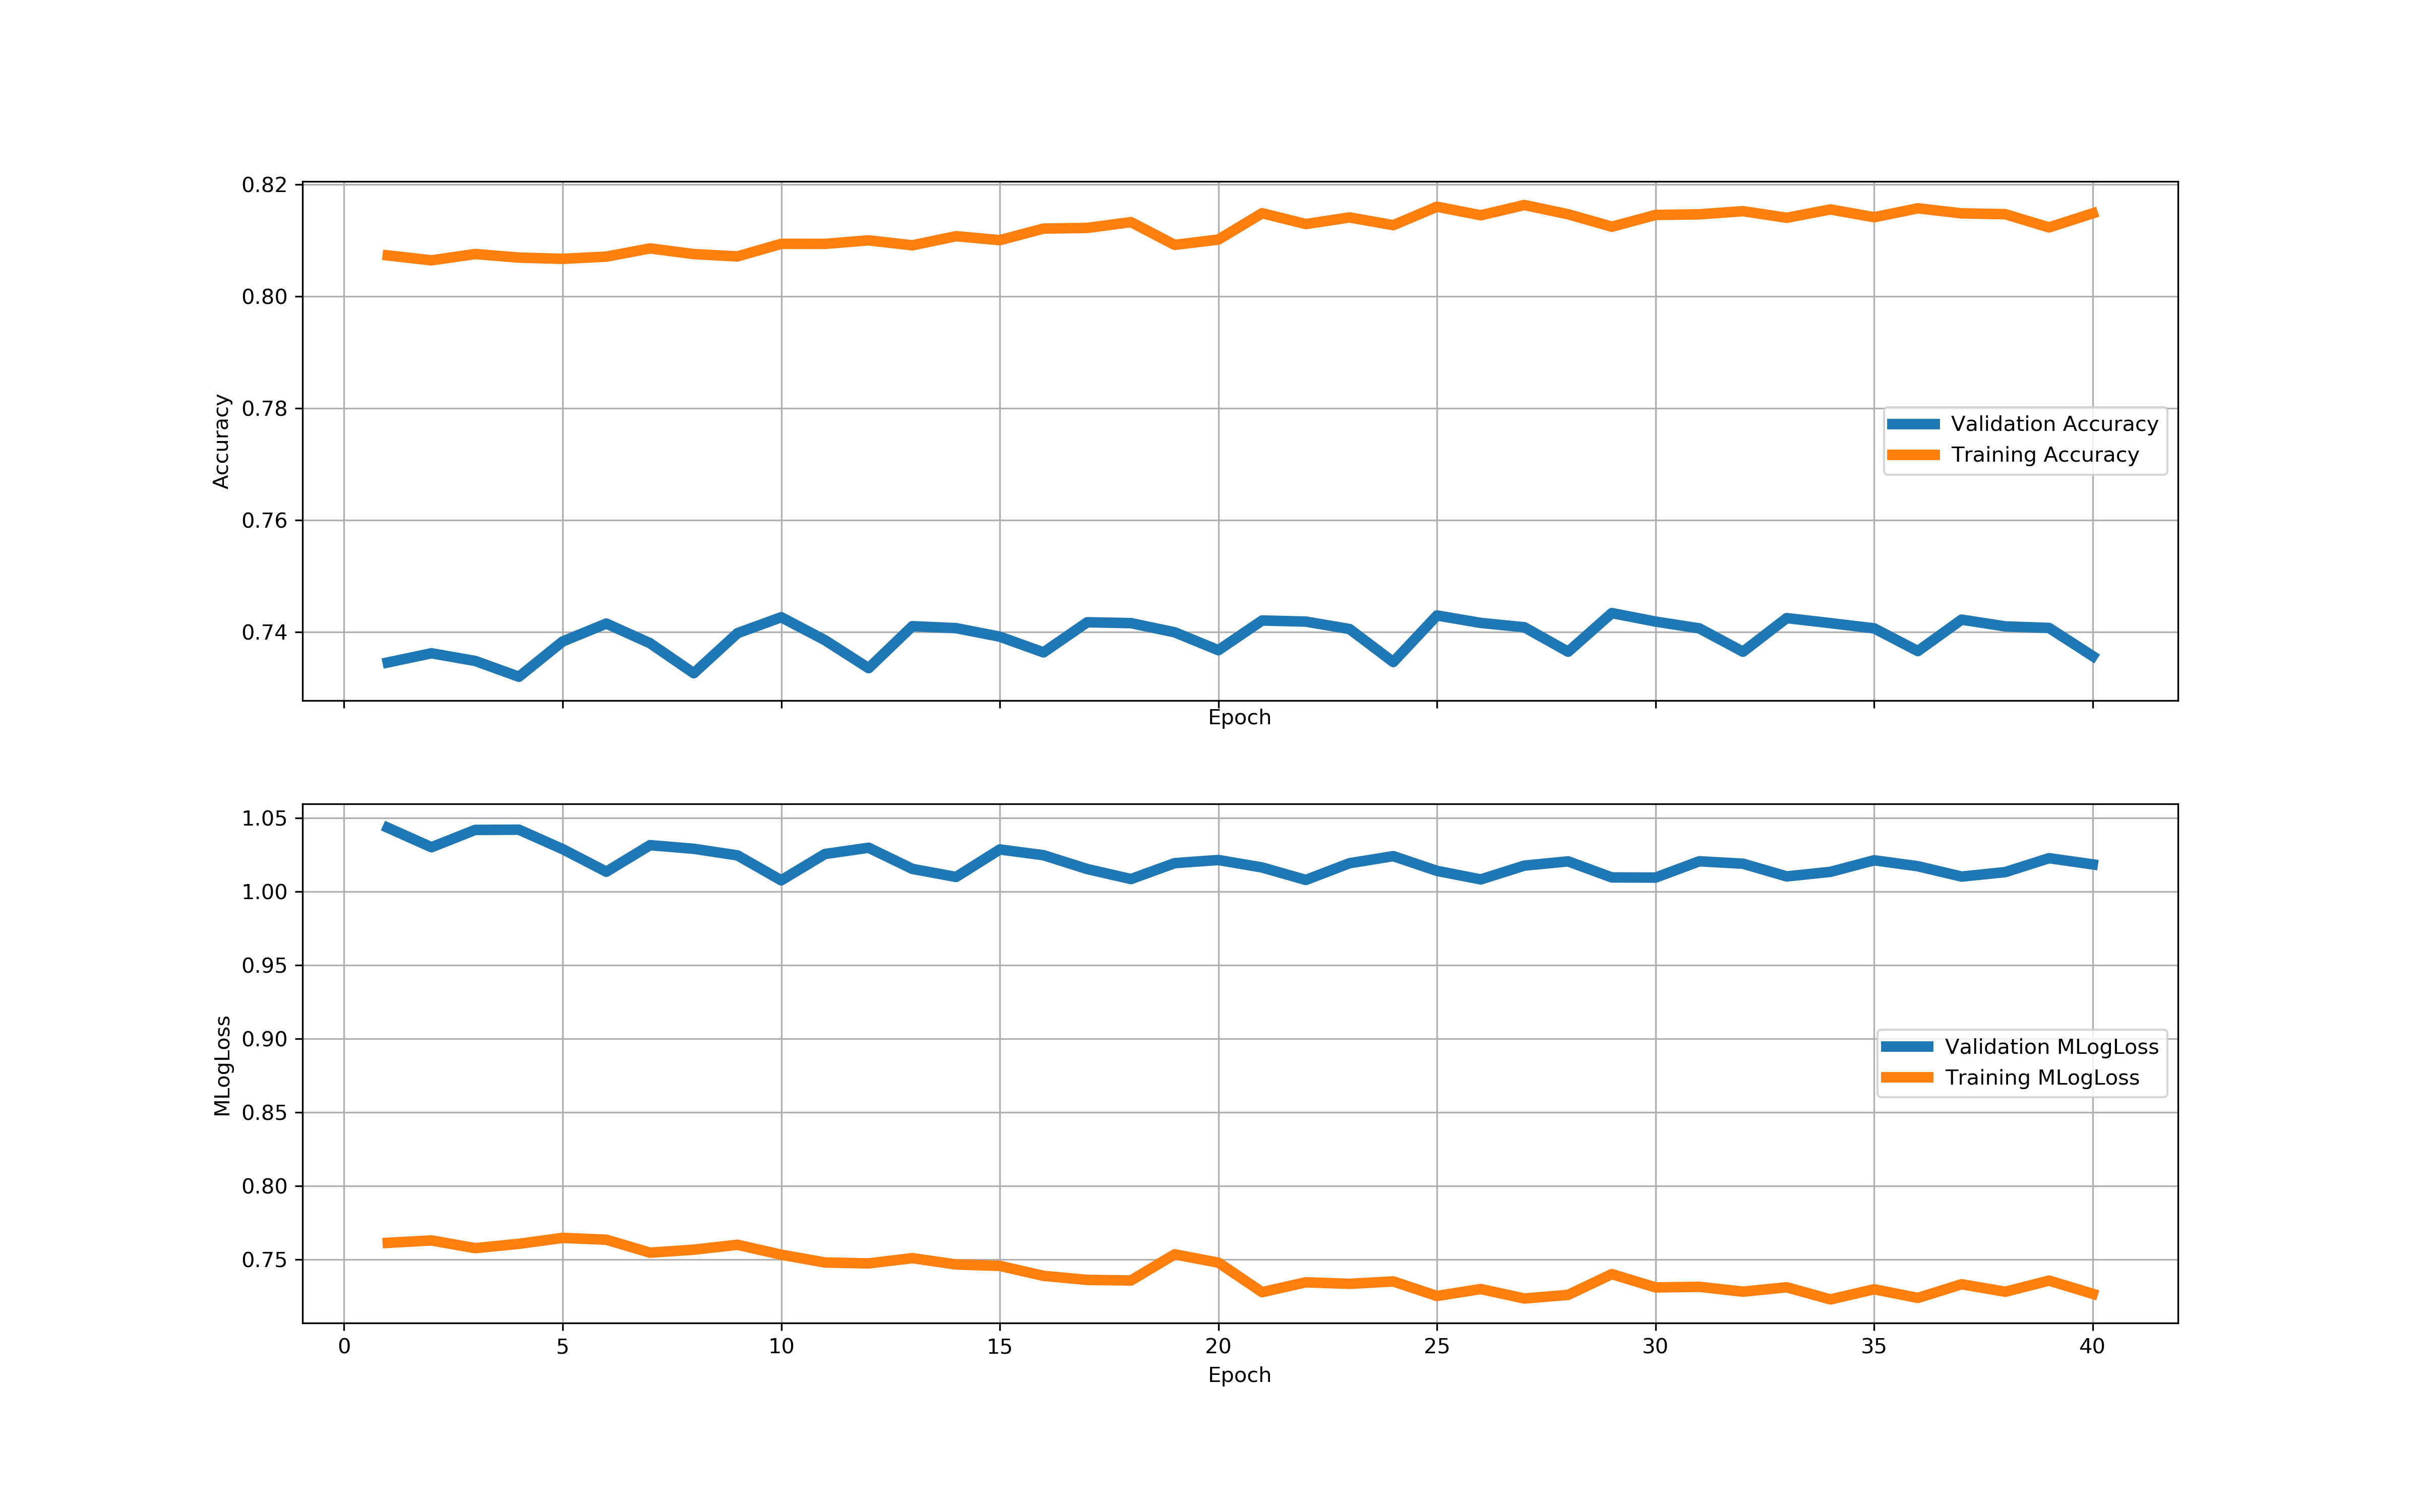 0.82
0.80
0.78
0.76
0.74
Accuracy
Validation Accuracy
Training Accuracy
Epoch
1.05
1.00
0.95
0.90
0.85
0.80
0.75
MLogLoss
Validation MLogLoss
Training MLogLoss
0 5 10 15 20 25 30 35 40
Epoch